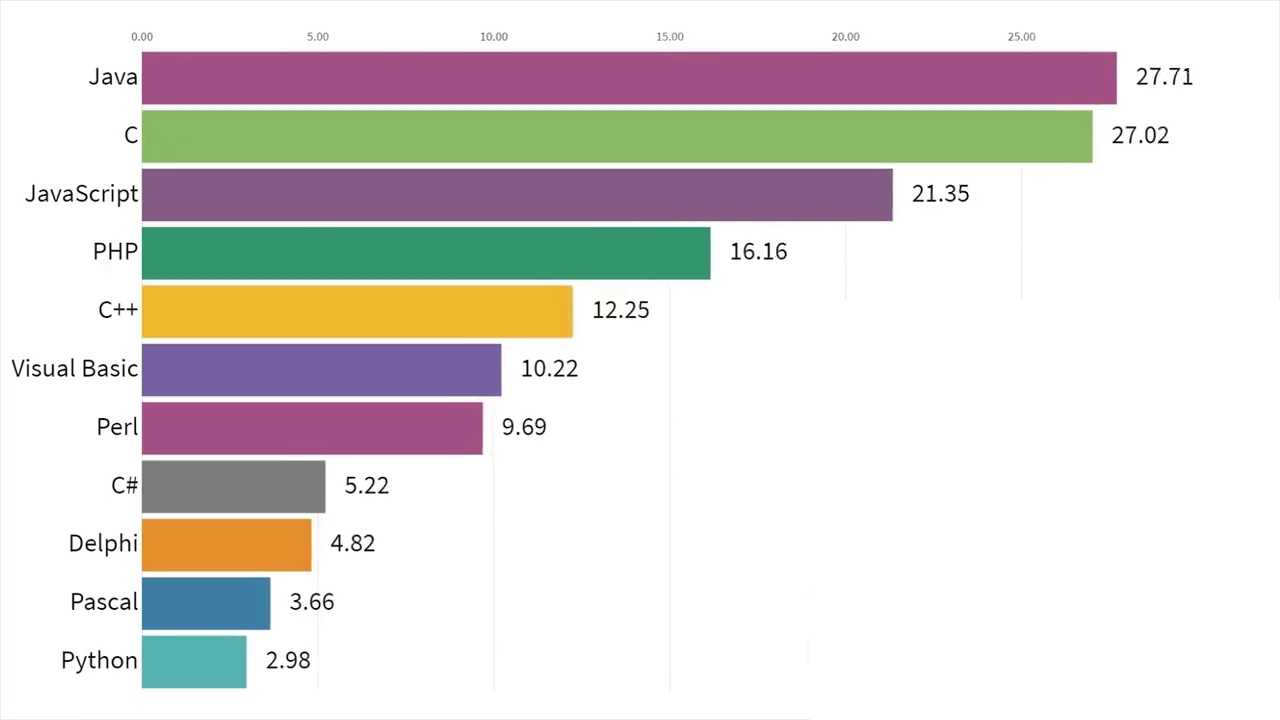 0.00 5.00 10.00 15.00 20.00 25.00
Java 27.71
C 27.02
JavaScript 21.35
PHP 16.16
C++ 12.25
Visual Basic 10.22
Perl 9.69
C# 5.22
Delphi 4.82
Pascal 3.66
Python 2.98